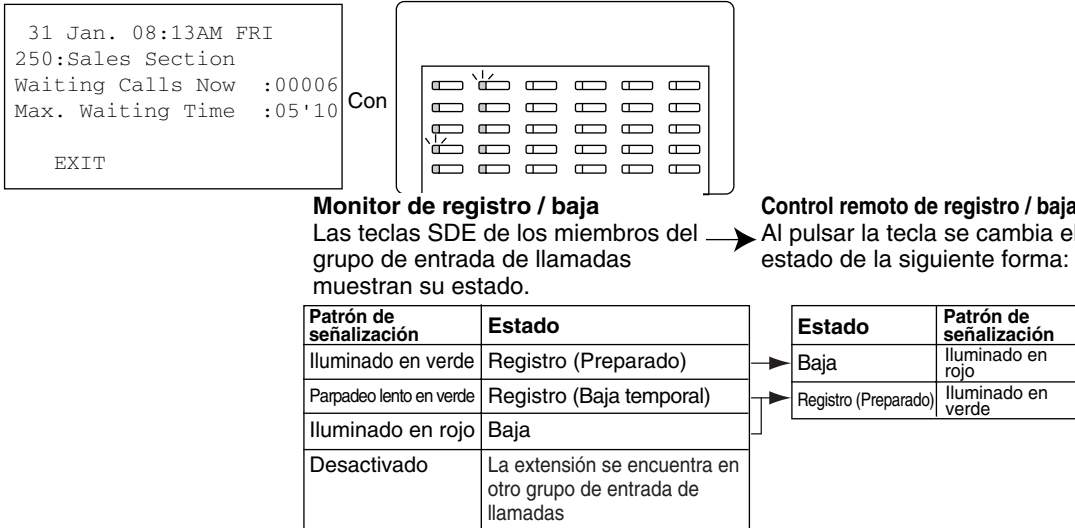 31 Jan. 08:13AM FRI
250:Sales Section
Waiting Calls Now :00006
Max. Waiting Time :05'10
EXIT
Con
Monitor de registro / baja
Las teclas SDE de los miembros del
grupo de entrada de llamadas
muestran su estado.
Control remoto de registro / baja
Al pulsar la tecla se cambia el
estado de la siguiente forma:
Patrón de
señalización
Estado
Iluminado en verde
Registro (Preparado)
Parpadeo lento en verde
Registro (Baja temporal)
Iluminado en rojo
Baja
Desactivado
La extensión se encuentra en
otro grupo de entrada de
llamadas
Estado
Patrón de
señalización
Baja
Iluminado en
rojo
Registro (Preparado)
Iluminado en
verde